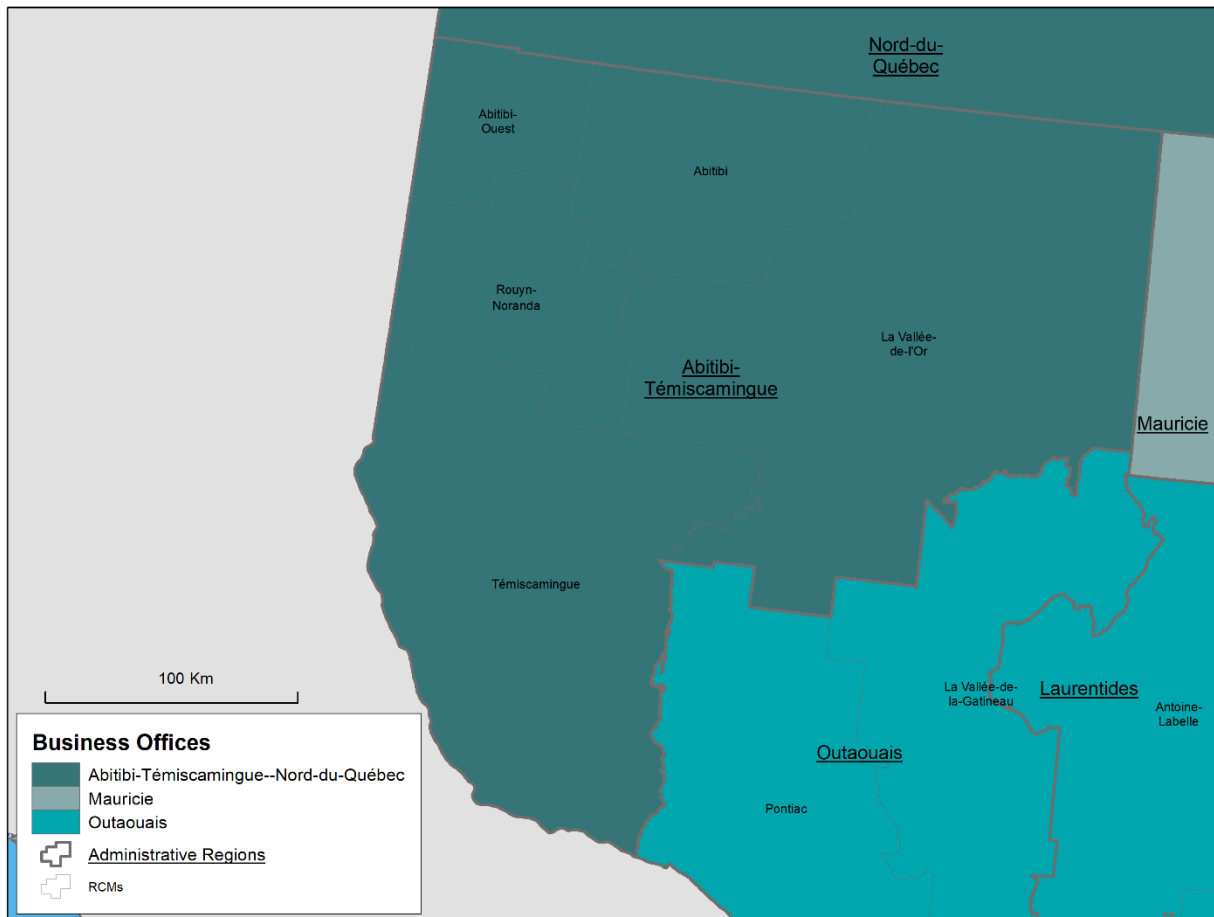 Nord-du-
Québec
Abitibi-
Ouest
Abitibi
Rouyn-
Noranda
La Vallée-
de-l'Or
Abitibi-
Témiscamingue
Mauricie
Témiscamingue
100 Km
La Vallée-de-
la-Gatineau
Laurentides
Antoine-
Labelle
Outaouais
Pontiac
Business Offices
Abitibi-Témiscamingue--Nord-du-Québec
Mauricie
Outaouais
Administrative Regions
RCMs